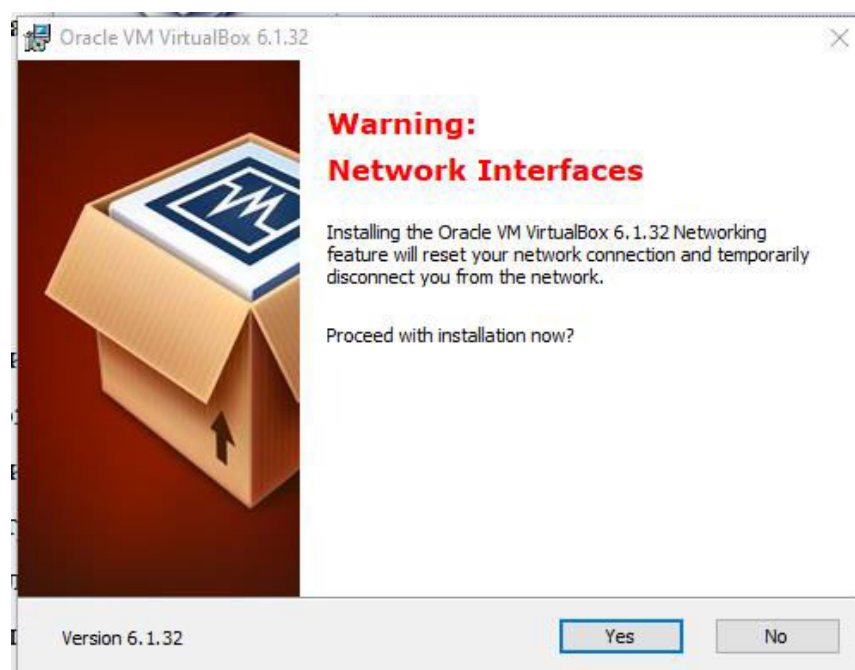 Oracle VM VirtualBox 6.1.32
Warning:
Network Interfaces
Installing the Oracle VM VirtualBox 6.1.32 Networking
feature will reset your network connection and temporarily
disconnect you from the network.
Proceed with installation now?
Version 6.1.32
Yes
No